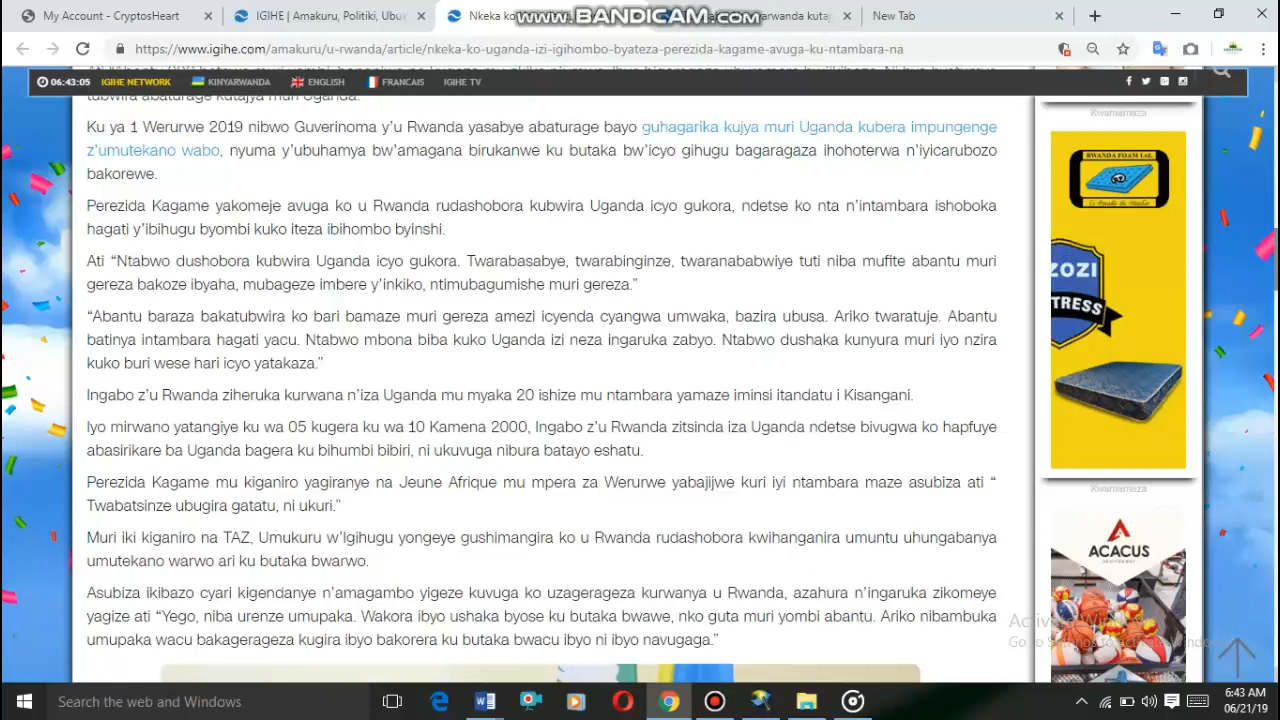 My Account - CryptosHeart
IGIHE | Amakuru, Politiki, Ubuk
Nkeka ko
www.BANDICAM.com
arwanda kutaj
New Tab
https://www.igihe.com/amakuru/u-rwanda/article/nkeka-ko-uganda-izi-igihombo-byateza-perezida-kagame-avuga-ku-ntambara-na
06:43:05 IGIHE NETWORK KINYARWANDA ENGLISH FRANCAIS IGIHE TV
tubwira abaturage kutajya muri Uganda.
Ku ya 1 Werurwe 2019 nibwo Guverinoma y'u Rwanda yasabye abaturage bayo guhagarika kujya muri Uganda kubera impungenge
z'umutekano wabo, nyuma y'ubuhamya bw'amagana birukanwe ku butaka bw'icyo gihugu bagaragaza ihohoterwa n'iyicarubozo
bakorewe.
Perezida Kagame yakomeje avuga ko u Rwanda rudashobora kubwira Uganda icyo gukora, ndetse ko nta n'intambara ishoboka
hagati y'ibihugu byombi kuko iteza ibihombo byinshi.
Ati “Ntabwo dushobora kubwira Uganda icyo gukora. Twarabasabye, twarabinginze, twaranababwiye tuti niba mufite abantu muri
gereza bakoze ibyaha, mubageze imbere y'inkiko, ntimubagumishe muri gereza.”
“Abantu baraza bakatubwira ko bari bamaze muri gereza amezi icyenda cyangwa umwaka, bazira ubusa. Ariko twaratuje. Abantu
batinya intambara hagati yacu. Ntabwo mbona biba kuko Uganda izi neza ingaruka zabyo. Ntabwo dushaka kunyura muri iyo nzira
kuko buri wese hari icyo yatakaza.”
Ingabo z'u Rwanda ziheruka kurwana n'iza Uganda mu myaka 20 ishize mu ntambara yamaze iminsi itandatu i Kisangani.
Iyo mirwano yatangiye ku wa 05 kugera ku wa 10 Kamena 2000, Ingabo z'u Rwanda zitsinda iza Uganda ndetse bivugwa ko hapfuye
abasirikare ba Uganda bagera ku bihumbi bibiri, ni ukuvuga nibura batayo eshatu.
Perezida Kagame mu kiganiro yagiranye na Jeune Afrique mu mpera za Werurwe yabajijwe kuri iyi ntambara maze asubiza ati “
Twabatsinze ubugira gatatu, ni ukuri.”
Muri iki kiganiro na TAZ, Umukuru w'Igihugu yongeye gushimangira ko u Rwanda rudashobora kwihanganira umuntu uhungabanya
umutekano warwo ari ku butaka bwarwo.
Asubiza ikibazo cyari kigendanye n'amagambo yigeze kuvuga ko uzagerageza kurwanya u Rwanda, azahura n'ingaruka zikomeye
yagize ati “Yego, niba urenze umupaka. Wakora ibyo ushaka byose ku butaka bwawe, nko guta muri yombi abantu. Ariko nibambuka
umupaka wacu bakagerageza kugira ibyo bakorera ku butaka bwacu ibyo ni ibyo navugaga.”
Kwamamaza
RWANDA FOAM Ltd.
OZI
TRESS
Kwamamaza
ACACUS
Search the web and Windows
6:43 AM
06/21/19